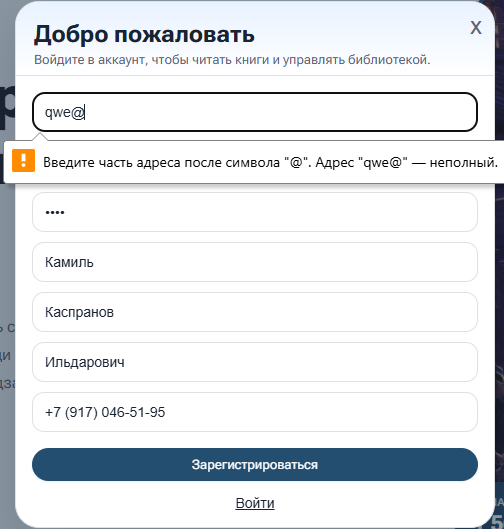 Добро пожаловать
X
Войдите в аккаунт, чтобы читать книги и управлять библиотекой.
qwe@
Введите часть адреса после символа "@". Адрес "qwe@" — неполный.
••••
Камиль
Каспранов
Ильдарович
+7 (917) 046-51-95
Зарегистрироваться
Войти